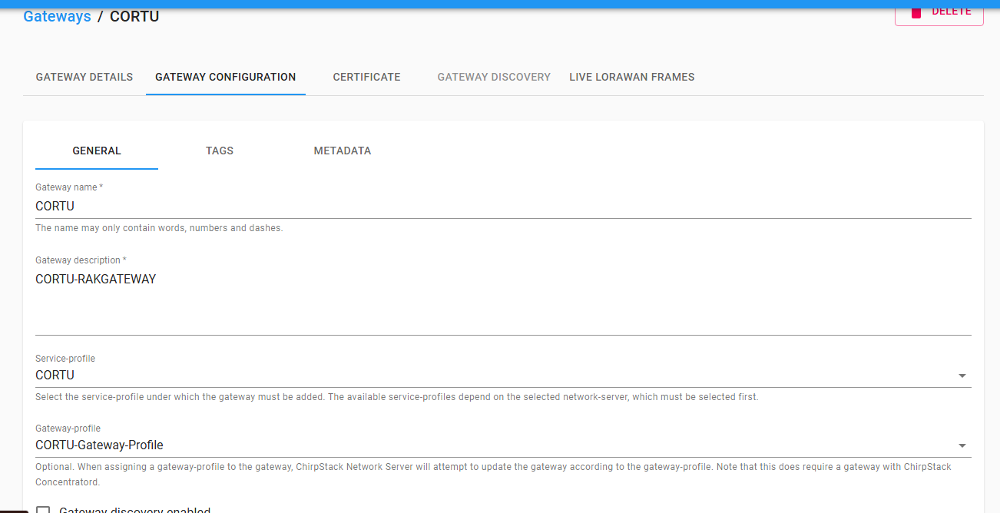 Gateways / CORTU
DELETE
GATEWAY DETAILS
GATEWAY CONFIGURATION
CERTIFICATE
GATEWAY DISCOVERY
LIVE LORAWAN FRAMES
GENERAL
TAGS
METADATA
Gateway name *
CORTU
The name may only contain words, numbers and dashes.
Gateway description *
CORTU-RAKGATEWAY
Service-profile
CORTU
Select the service-profile under which the gateway must be added. The available service-profiles depend on the selected network-server, which must be selected first.
Gateway-profile
CORTU-Gateway-Profile
Optional. When assigning a gateway-profile to the gateway, ChirpStack Network Server will attempt to update the gateway according to the gateway-profile. Note that this does require a gateway with ChirpStack
Concentratord.
Gateway discovery enabled